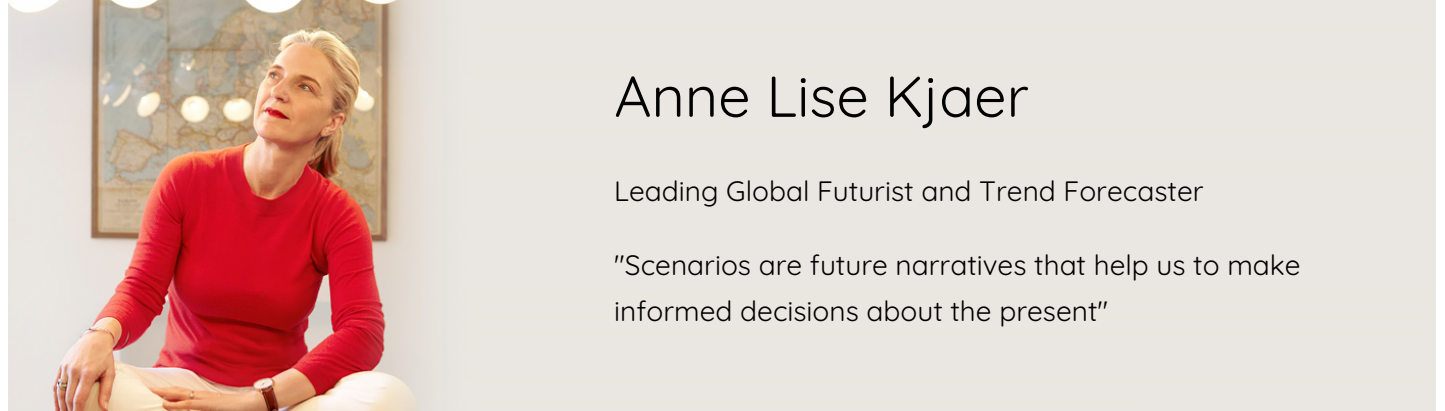 Anne Lise Kjaer
Leading Global Futurist and Trend Forecaster
"Scenarios are future narratives that help us to make
informed decisions about the present"